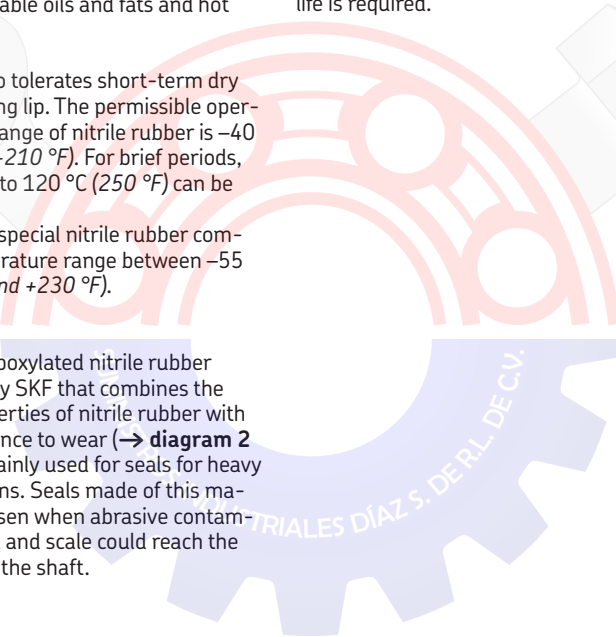 able oils and fats and hot
life is required.
o tolerates short-term dry
ng lip. The permissible oper-
ange of nitrile rubber is –40
-210 °F). For brief periods,
to 120 °C (250 °F) can be
special nitrile rubber com-
rature range between –55
nd +230 °F).
boxylated nitrile rubber
y SKF that combines the
erties of nitrile rubber with
nce to wear (→ diagram 2
ainly used for seals for heavy
ns. Seals made of this ma-
sen when abrasive contam-
and scale could reach the
the shaft.
USTRIALES DÍAZ S. DE R.L. DE C.V.